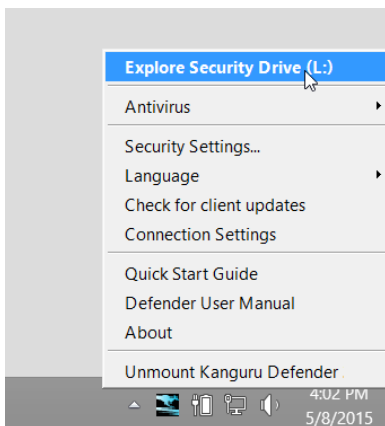 Explore Security Drive (L:)
Antivirus
Security Settings...
Language
Check for client updates
Connection Settings
Quick Start Guide
Defender User Manual
About
Unmount Kanguru Defender
4:02 PM
5/8/2015